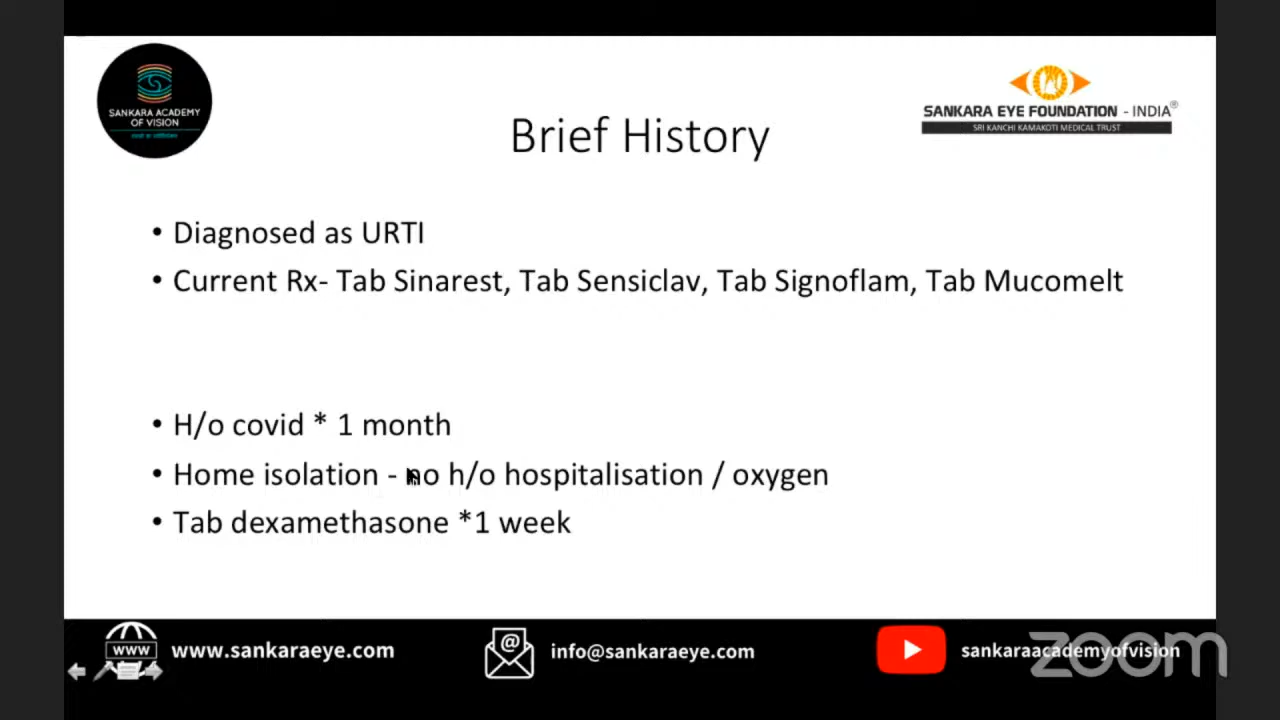 SANKARA ACADEMY
OF VISION
SANKARA EYE FOUNDATION - INDIA®
SRI KANCHI KAMAKOTI MEDICAL TRUST
Brief History
• Diagnosed as URTI
• Current Rx- Tab Sinarest, Tab Sensiclav, Tab Signoflam, Tab Mucomelt
• H/o covid * 1 month
• Home isolation - no h/o hospitalisation / oxygen
• Tab dexamethasone *1 week
www www.sankaraeye.com
@ info@sankaraeye.com
sankaraacademyofvision
zoom